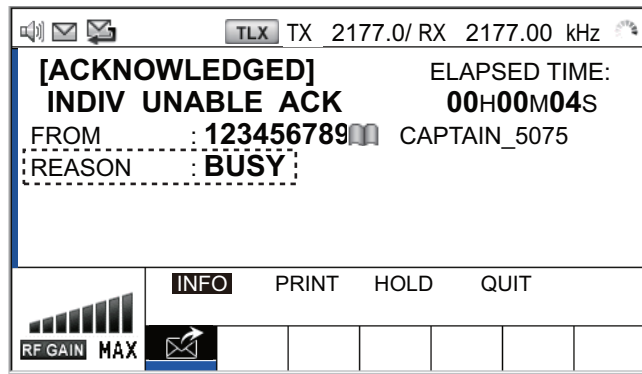 TLX TX 2177.0/ RX 2177.00 kHz
[ACKNOWLEDGED] ELAPSED TIME:
INDIV UNABLE ACK 00H00M04S
FROM : 123456789 CAPTAIN_5075
REASON : BUSY
INFO PRINT HOLD QUIT
RF GAIN MAX